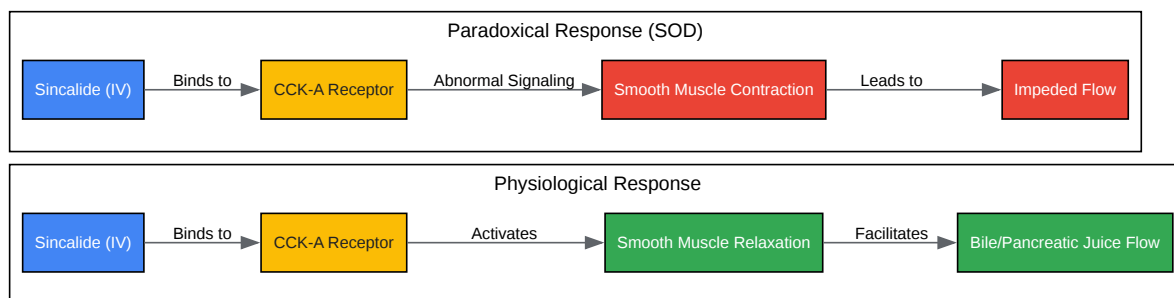 Paradoxical Response (SOD)
Sincalide (IV)
Binds to
CCK-A Receptor
Abnormal Signaling
Smooth Muscle Contraction
Leads to
Impeded Flow
Physiological Response
Sincalide (IV)
Binds to
CCK-A Receptor
Activates
Smooth Muscle Relaxation
Facilitates
Bile/Pancreatic Juice Flow